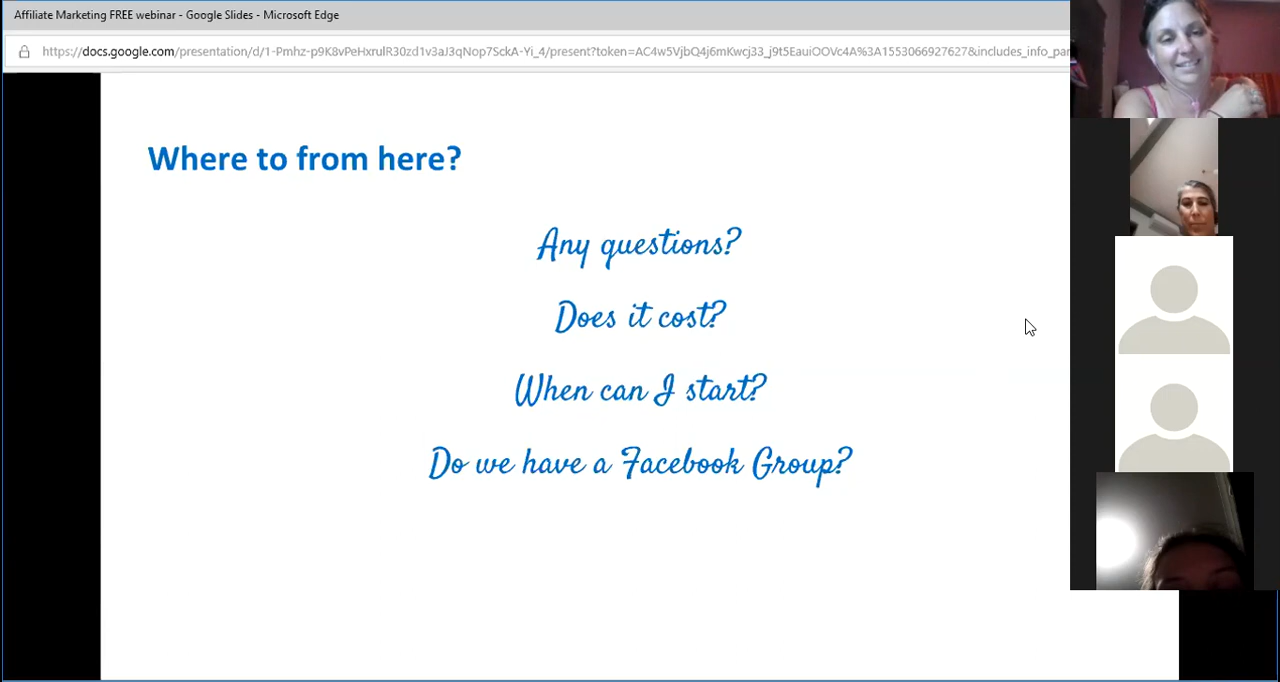 Affiliate Marketing FREE webinar - Google Slides - Microsoft Edge
Where to from here?
Any questions?
Does it cost?
When can I start?
Do we have a Facebook Group?